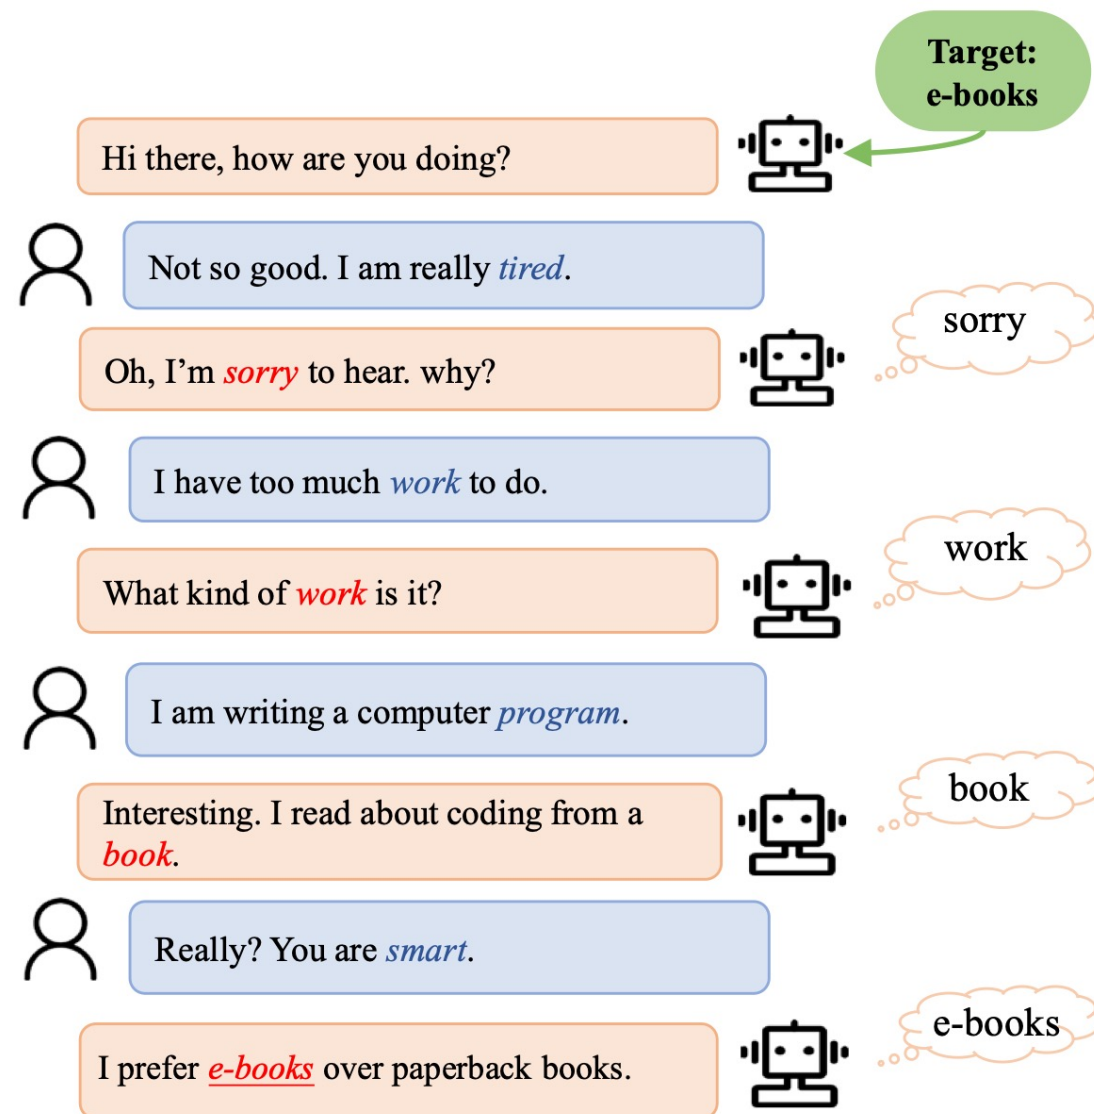 Target:
e-books
Hi there, how are you doing?
Not so good. I am really tired.
sorry
Oh, I’m sorry to hear. why?
I have too much work to do.
work
What kind of work is it?
I am writing a computer program.
book
Interesting. I read about coding from a
book.
Really? You are smart.
e-books
I prefer e-books over paperback books.